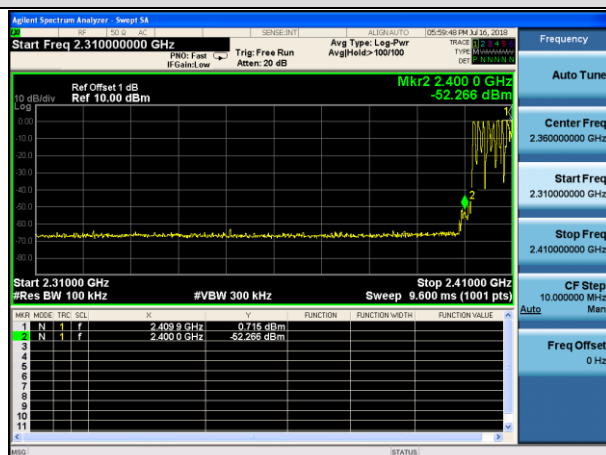 Agilent Spectrum Analyzer - Swept SA
RF 50 Ω AC SENSE:INT ALIGN AUTO 05:59:48 PM Jul 16, 2018
Start Freq 2.310000000 GHz
PNO: Fast
IFGain:Low
Trig: Free Run
Atten: 20 dB
Avg Type: Log-Pwr
Avg|Hold:>100/100
TRACE 1 2 3 4 5 6
TYPE
DET P N N N N N
Ref Offset 1 dB
Ref 10.00 dBm
10 dB/div
Log
Mkr2 2.400 0 GHz
-52.266 dBm
0.00
-10.0
-20.0
-30.0
-40.0
-50.0
-60.0
-70.0
-80.0
1
2
Start 2.31000 GHz Stop 2.41000 GHz
#Res BW 100 kHz #VBW 300 kHz Sweep 9.600 ms (1001 pts)
MKR MODE TRC SCL X Y FUNCTION FUNCTION WIDTH FUNCTION VALUE
1 N 1 f 2.409 9 GHz 0.715 dBm
2 N 1 f 2.400 0 GHz -52.266 dBm
3
4
5
6
7
8
9
10
11
MSG STATUS
Frequency
Auto Tune
Center Freq
2.360000000 GHz
Start Freq
2.310000000 GHz
Stop Freq
2.410000000 GHz
CF Step
10.000000 MHz
Auto Man
Freq Offset
0 Hz